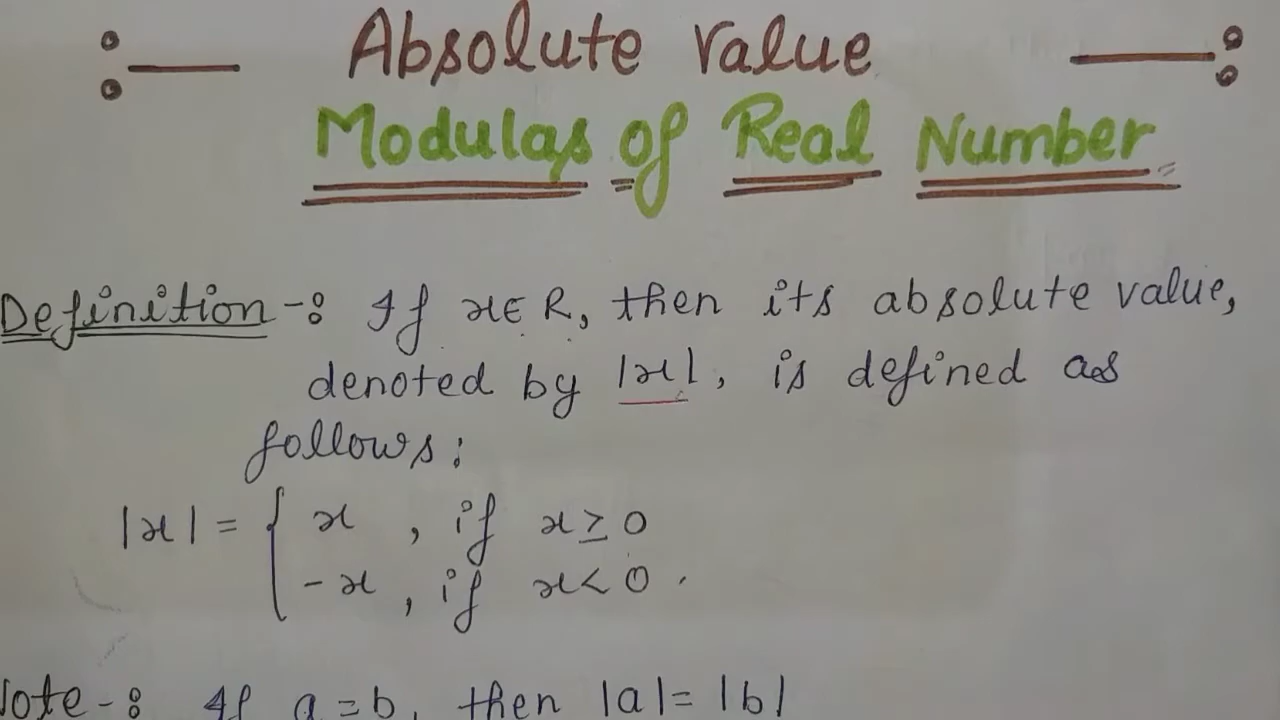 Absolute Value
Modulas of Real Number
Definition -: If x∈R, then its absolute value,
denoted by |x|, is defined as
follows:
|x| = { x , if x ≥ 0
-x , if x < 0.
Note -: If a = b, then |a| = |b|